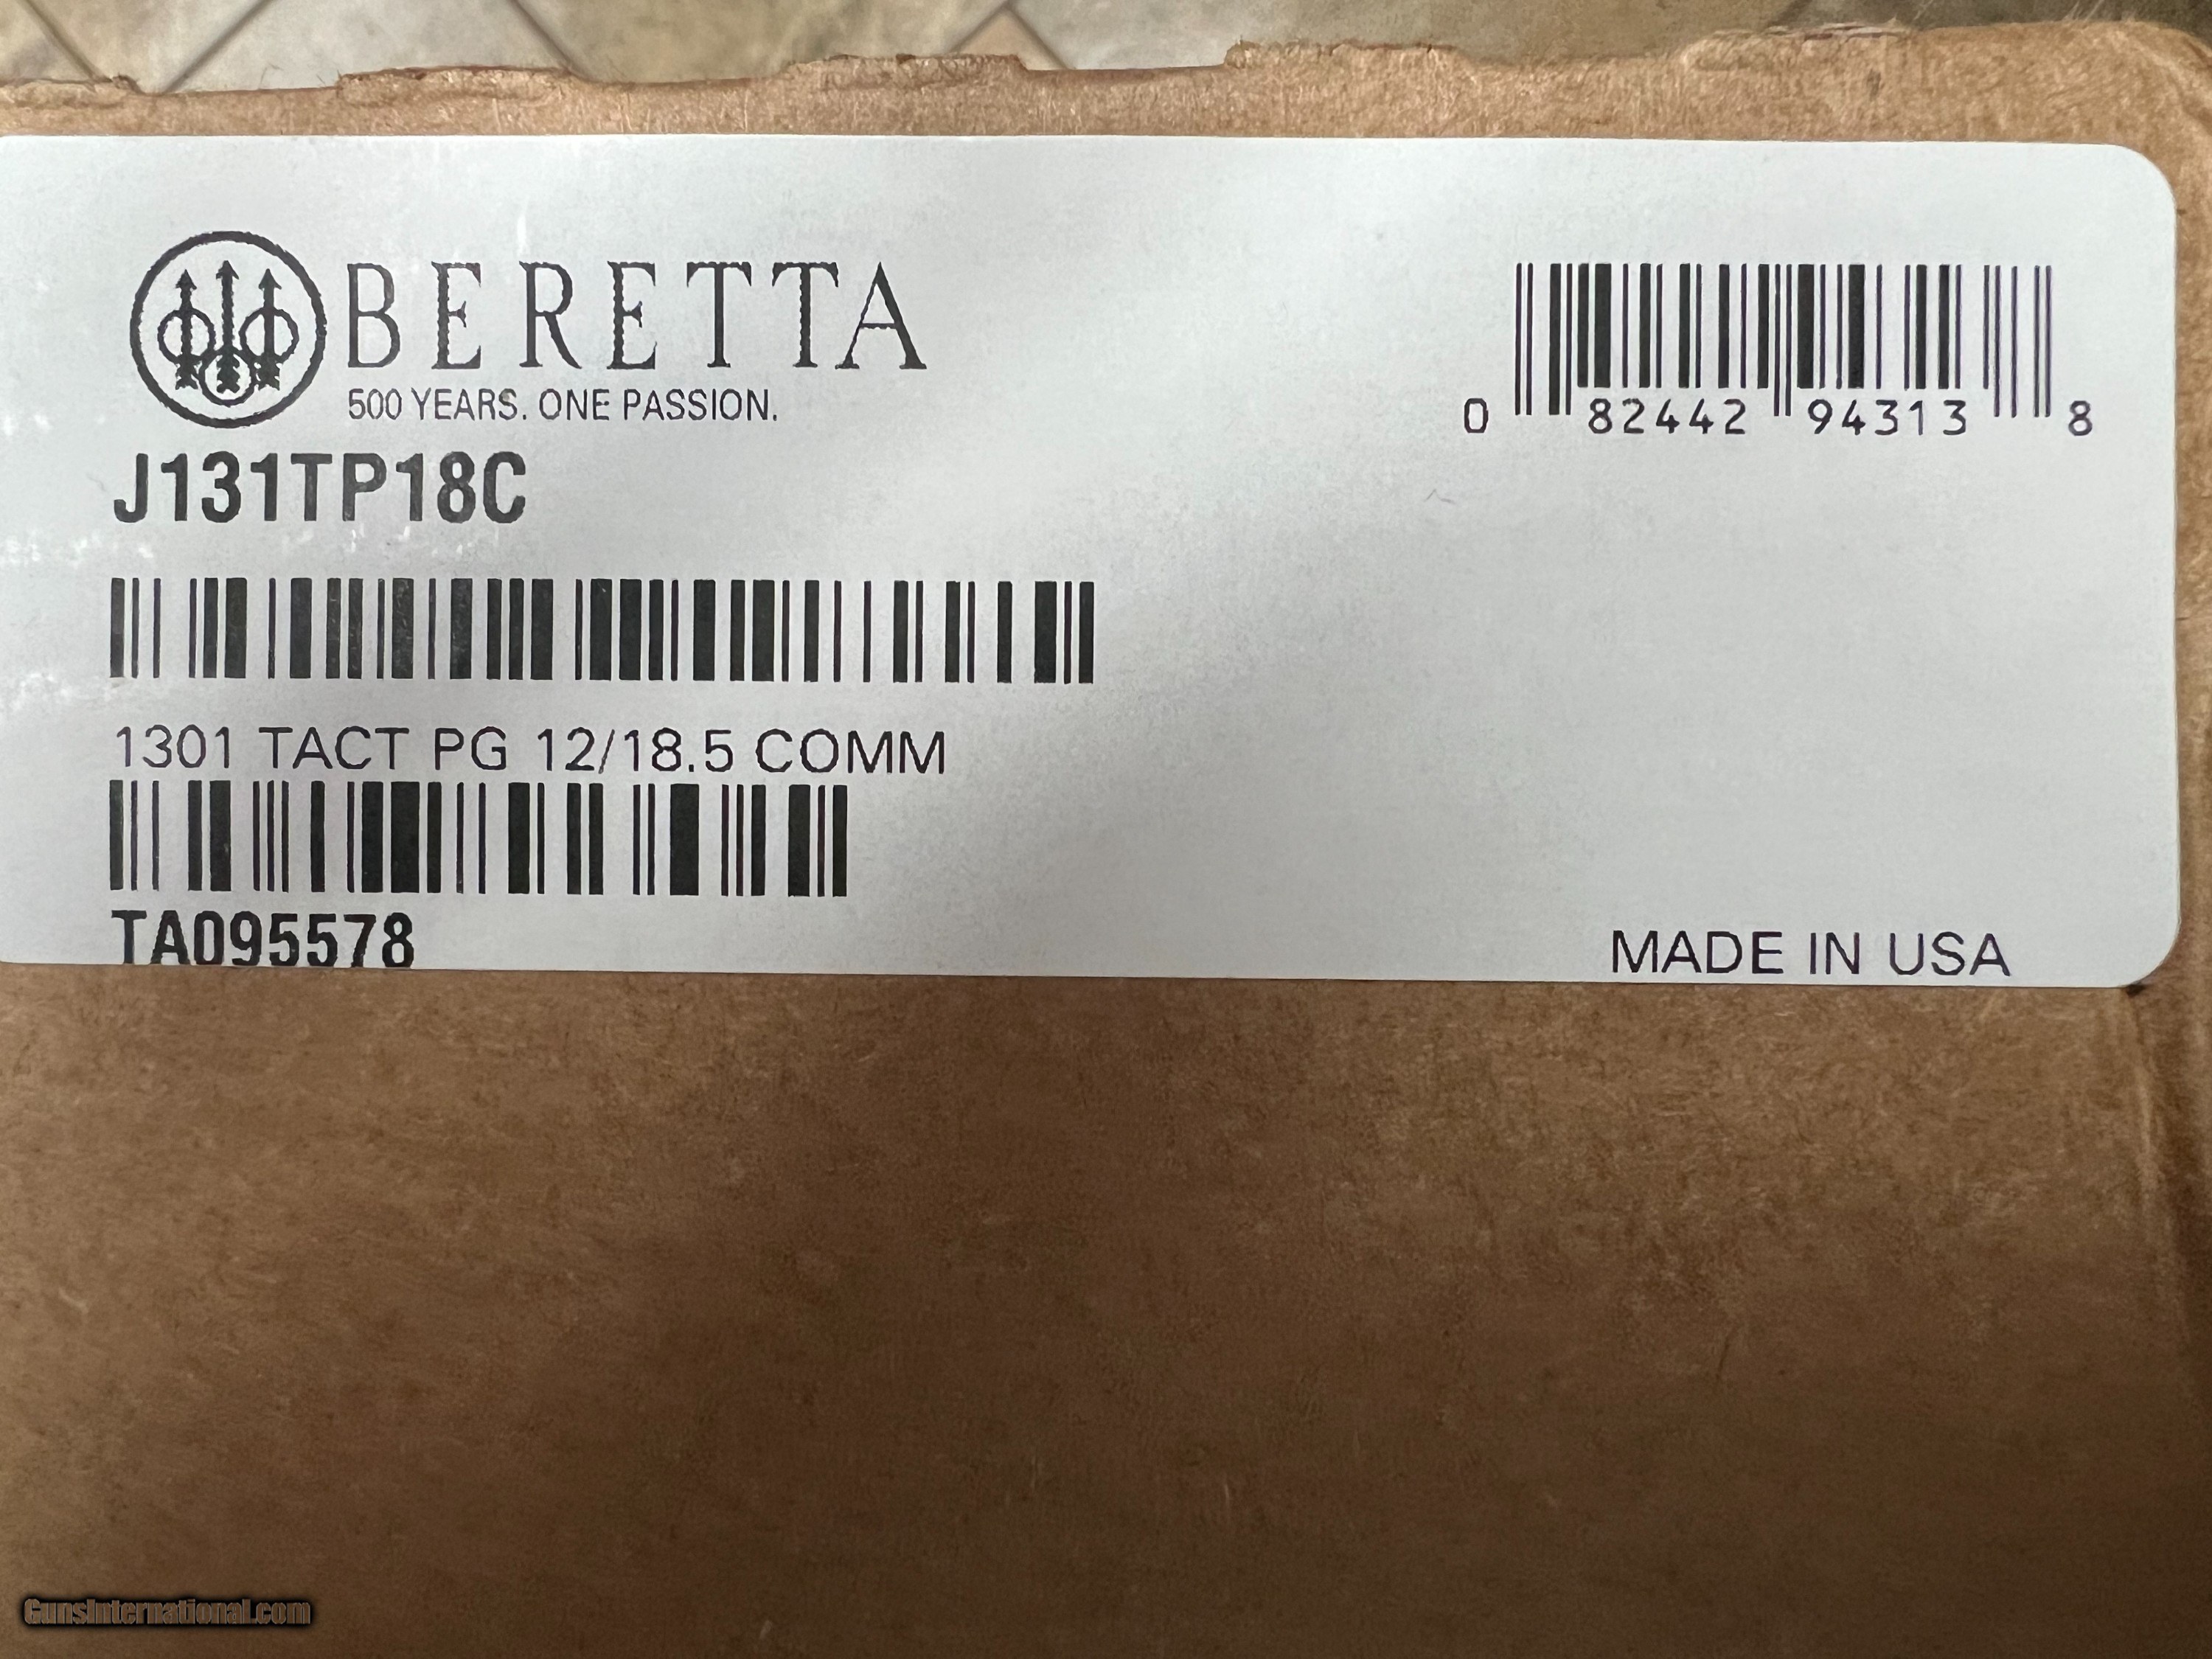 BERETTA
500 YEARS. ONE PASSION.
0 82442 94313 8
J131TP18C
1301 TACT PG 12/18.5 COMM
TA095578
MADE IN USA
GunsInternational.com